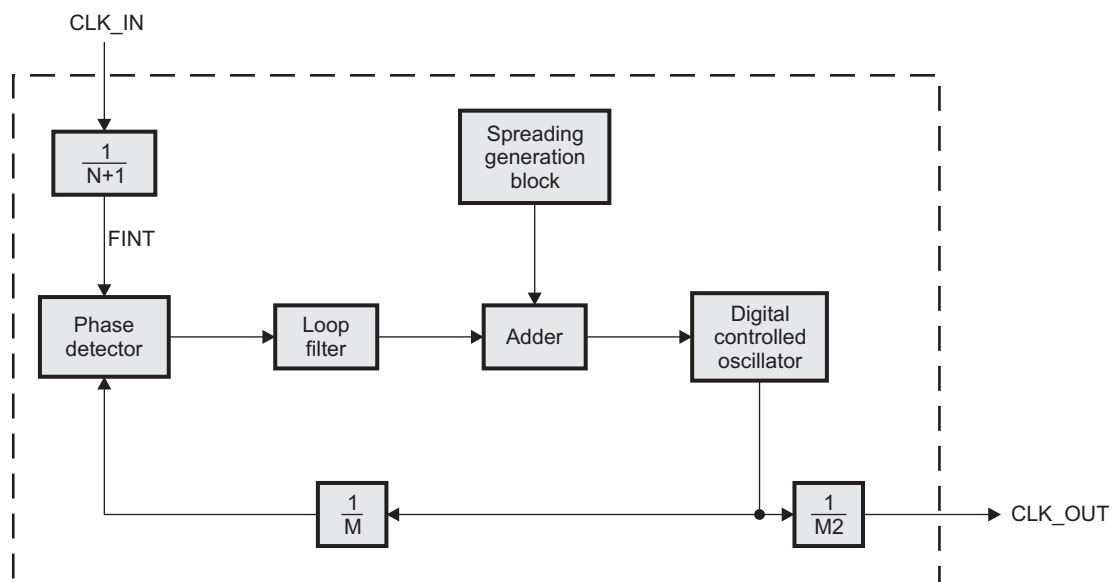 CLK_IN
1
N+1
Spreading
generation
block
FINT
Phase
detector
Loop
filter
Adder
Digital
controlled
oscillator
1
M
1
M2
CLK_OUT